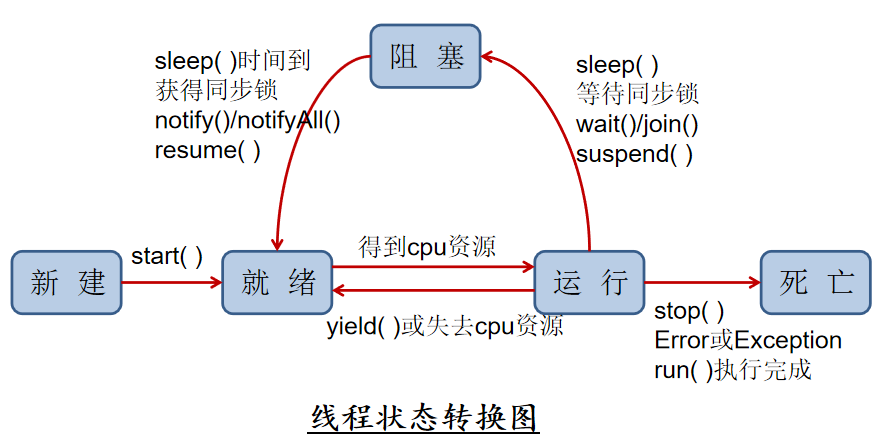 阻 塞
sleep( )时间到
获得同步锁
notify()/notifyAll()
resume( )
sleep( )
等待同步锁
wait()/join()
suspend( )
新 建
start( )
就 绪
得到cpu资源
yield( )或失去cpu资源
运 行
死 亡
stop( )
Error或Exception
run( )执行完成
线程状态转换图